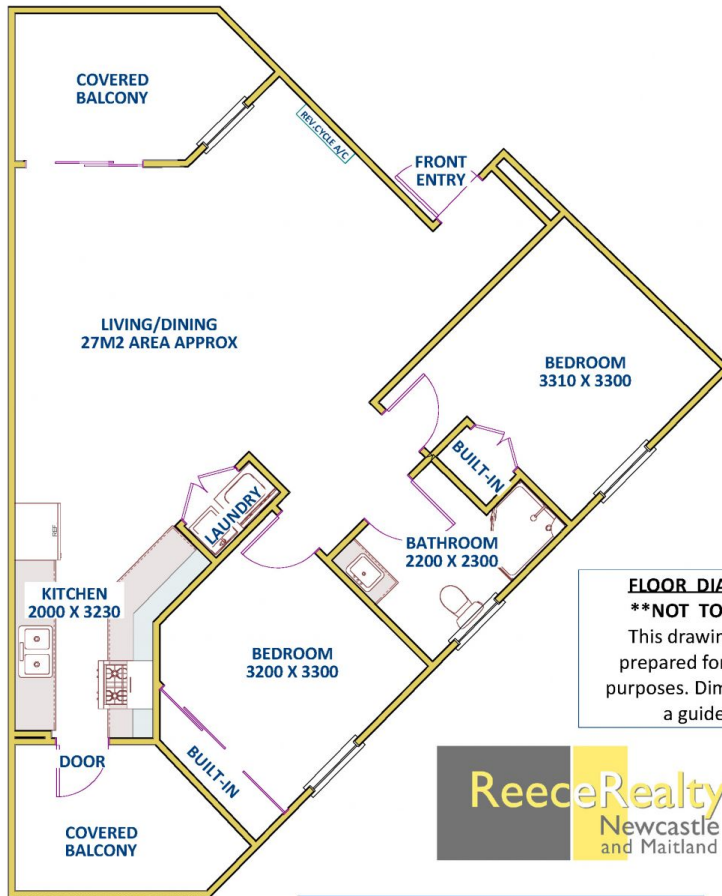 COVERED
BALCONY
REV.CYCLE A/C
FRONT
ENTRY
LIVING/DINING
27M2 AREA APPROX
BEDROOM
3310 X 3300
BUILT-IN
LAUNDRY
REF
BATHROOM
2200 X 2300
KITCHEN
2000 X 3230
BEDROOM
3200 X 3300
BUILT-IN
DOOR
COVERED
BALCONY
FLOOR DIA
**NOT TO
This drawin
prepared for
purposes. Dim
a guide
ReeceRealty
Newcastle
and Maitland